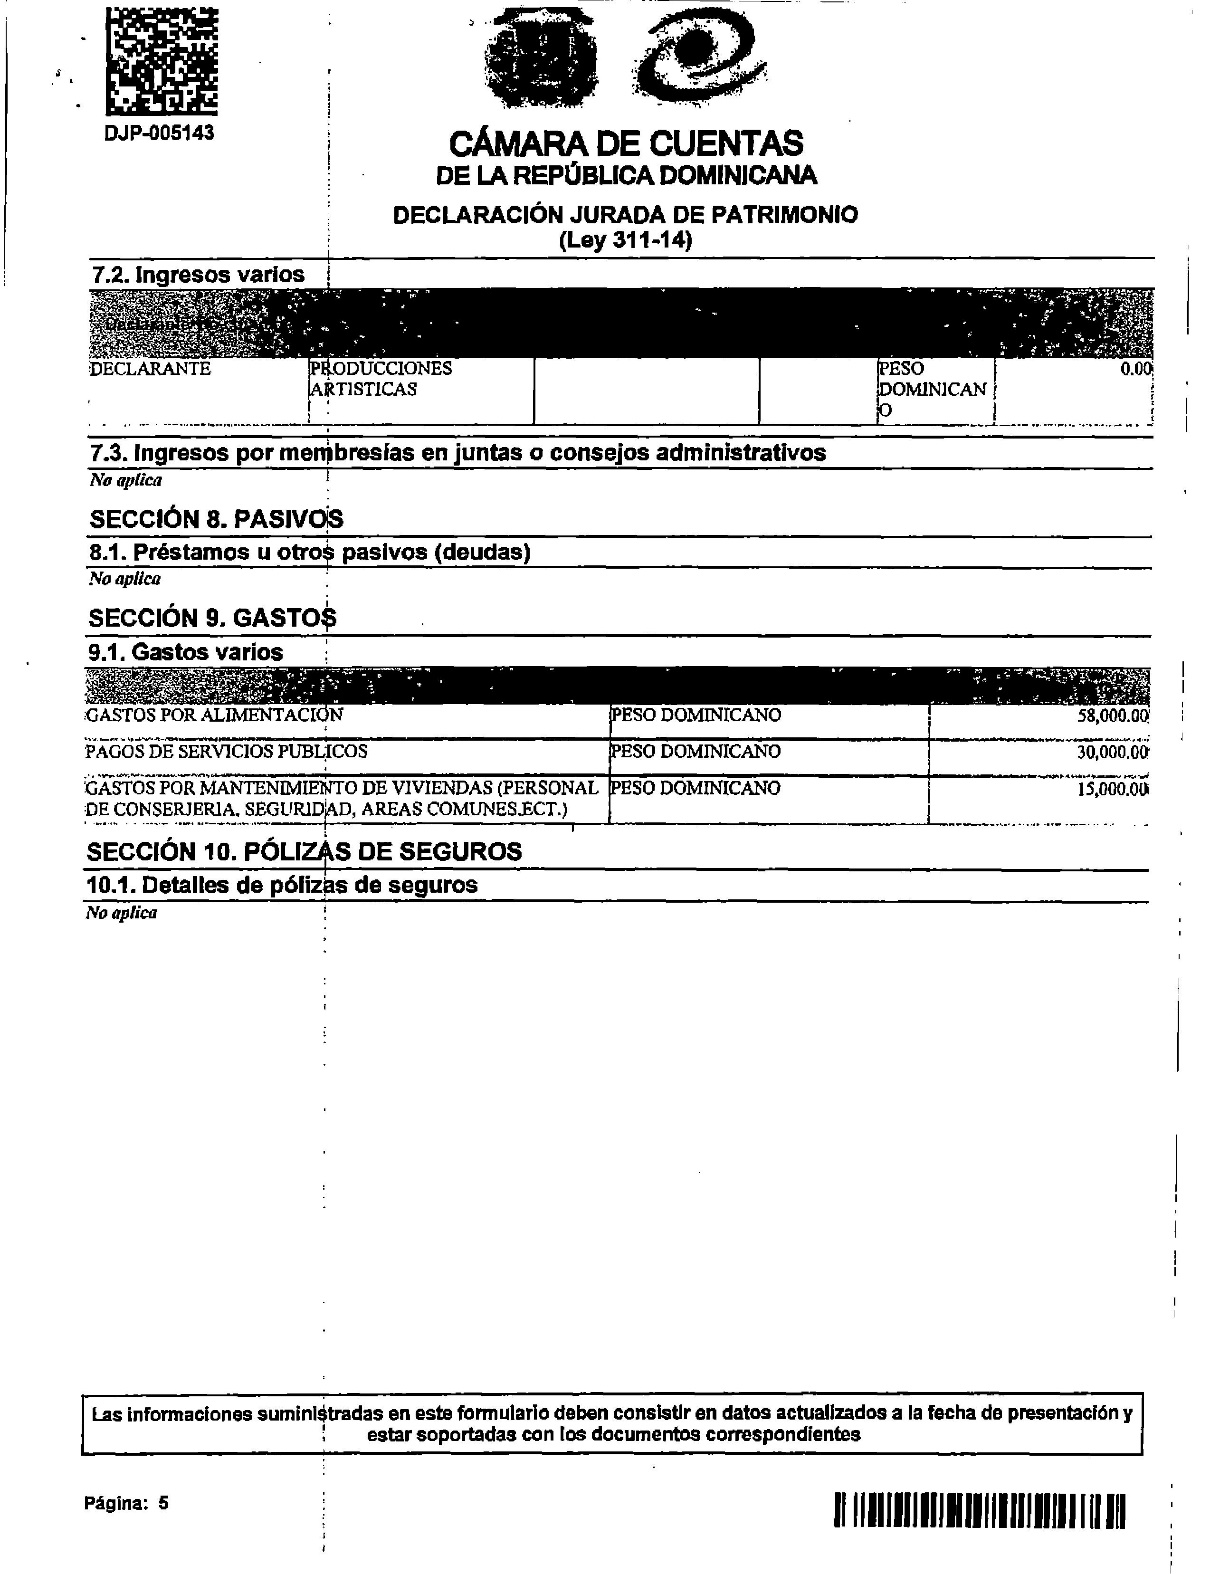 DJP-005143
CÁMARA DE CUENTAS
DE LA REPÚBLICA DOMINICANA
DECLARACIÓN JURADA DE PATRIMONIO
(Ley 311-14)
7.2. Ingresos varios
DECLARANTE PRODUCCIONES PESO 0.00
ARTISTICAS DOMINICAN
O
7.3. Ingresos por membresías en juntas o consejos administrativos
No aplica
SECCIÓN 8. PASIVOS
8.1. Préstamos u otros pasivos (deudas)
No aplica
SECCIÓN 9. GASTOS
9.1. Gastos varios
GASTOS POR ALIMENTACIÓN PESO DOMINICANO 58,000.00
PAGOS DE SERVICIOS PUBLICOS PESO DOMINICANO 30,000.00
GASTOS POR MANTENIMIENTO DE VIVIENDAS (PERSONAL PESO DOMINICANO 15,000.00
DE CONSERJERIA, SEGURIDAD, AREAS COMUNES.ECT.)
SECCIÓN 10. PÓLIZAS DE SEGUROS
10.1. Detalles de pólizas de seguros
No aplica
Las informaciones suministradas en este formulario deben consistir en datos actualizados a la fecha de presentación y
estar soportadas con los documentos correspondientes
Página: 5